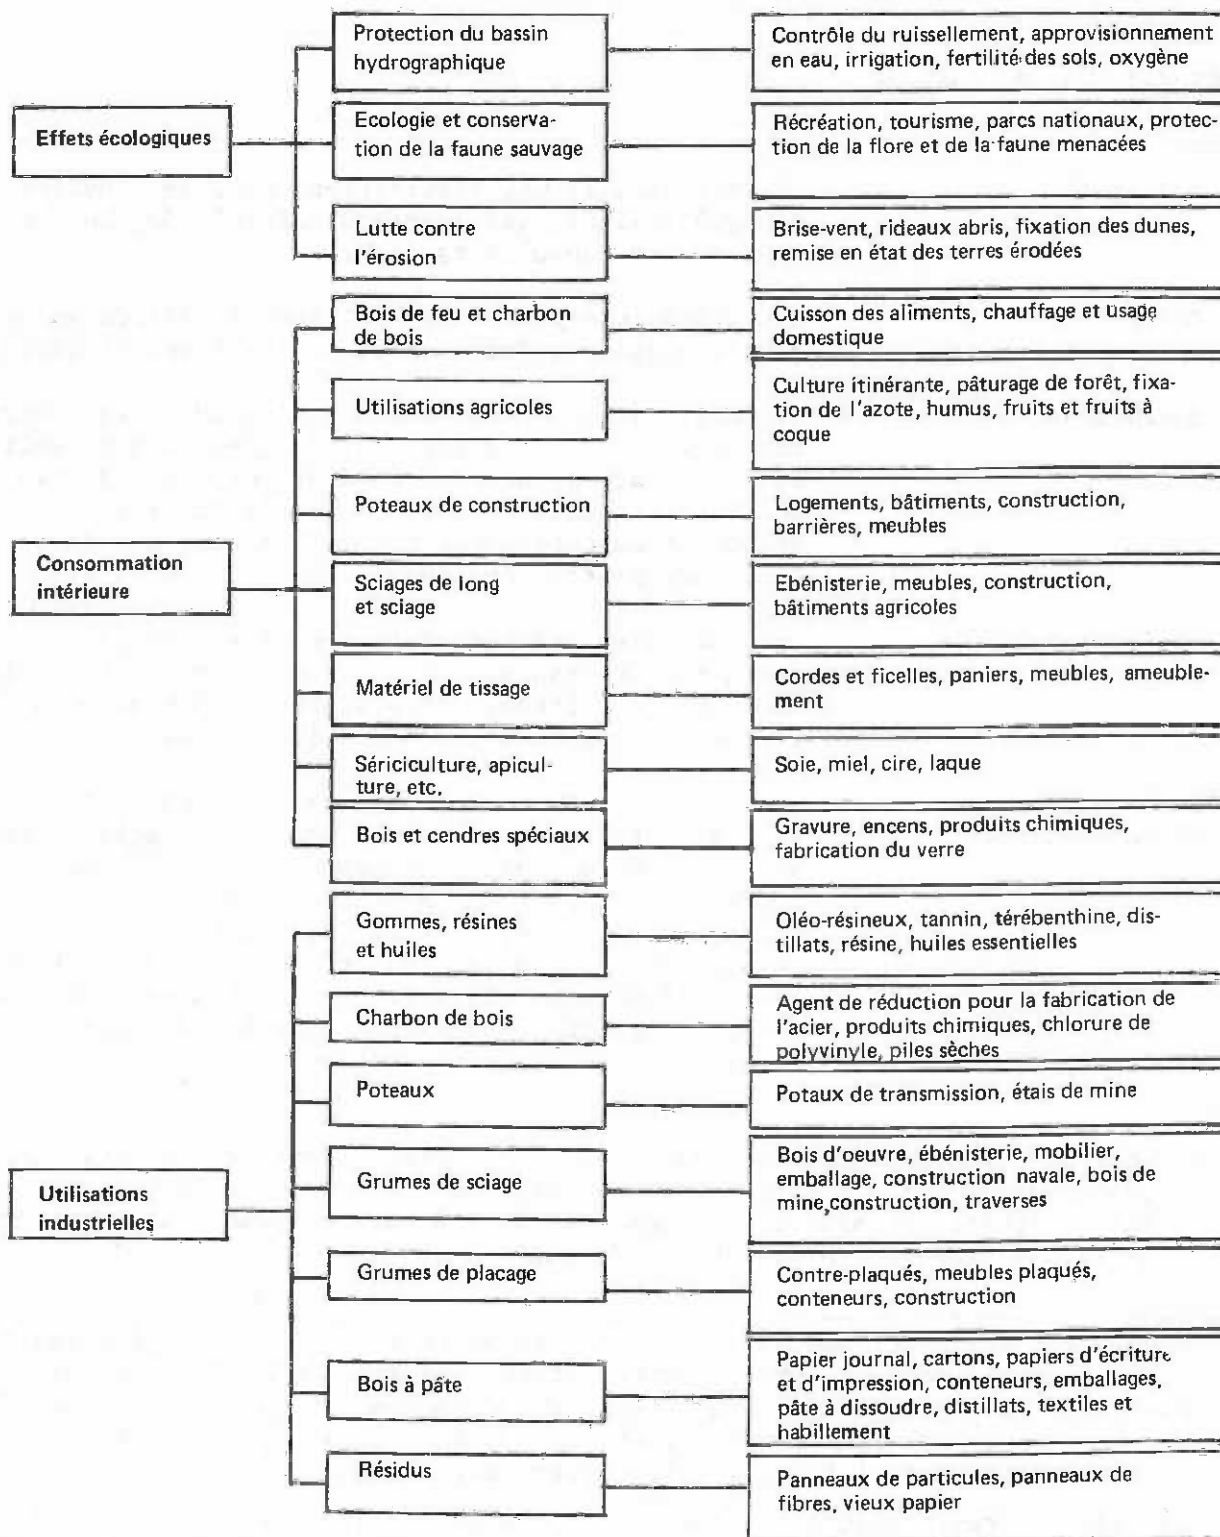 Protection du bassin
hydrographique
Contrôle du ruissellement, approvisionnement
en eau, irrigation, fertilité des sols, oxygène
Effets écologiques
Ecologie et conserva-
tion de la faune sauvage
Récréation, tourisme, parcs nationaux, protec-
tion de la flore et de la faune menacées
Lutte contre
l'érosion
Brise-vent, rideaux abris, fixation des dunes,
remise en état des terres érodées
Bois de feu et charbon
de bois
Cuisson des aliments, chauffage et usage
domestique
Utilisations agricoles
Culture itinérante, pâturage de forêt, fixa-
tion de l'azote, humus, fruits et fruits à
coque
Poteaux de construction
Logements, bâtiments, construction,
barrières, meubles
Consommation
intérieure
Sciages de long
et sciage
Ebénisterie, meubles, construction,
bâtiments agricoles
Matériel de tissage
Cordes et ficelles, paniers, meubles, ameuble-
ment
Sériciculture, apicul-
ture, etc.
Soie, miel, cire, laque
Bois et cendres spéciaux
Gravure, encens, produits chimiques,
fabrication du verre
Gommes, résines
et huiles
Oléo-résineux, tannin, térébenthine, dis-
tillats, résine, huiles essentielles
Charbon de bois
Agent de réduction pour la fabrication de
l'acier, produits chimiques, chlorure de
polyvinyle, piles sèches
Poteaux
Potaux de transmission, étais de mine
Utilisations
industrielles
Grumes de sciage
Bois d'oeuvre, ébénisterie, mobilier,
emballage, construction navale, bois de
mine,construction, traverses
Grumes de placage
Contre-plaqués, meubles plaqués,
conteneurs, construction
Bois à pâte
Papier journal, cartons, papiers d'écriture
et d'impression, conteneurs, emballages,
pâte à dissoudre, distillats, textiles et
habillement
Résidus
Panneaux de particules, panneaux de
fibres, vieux papier